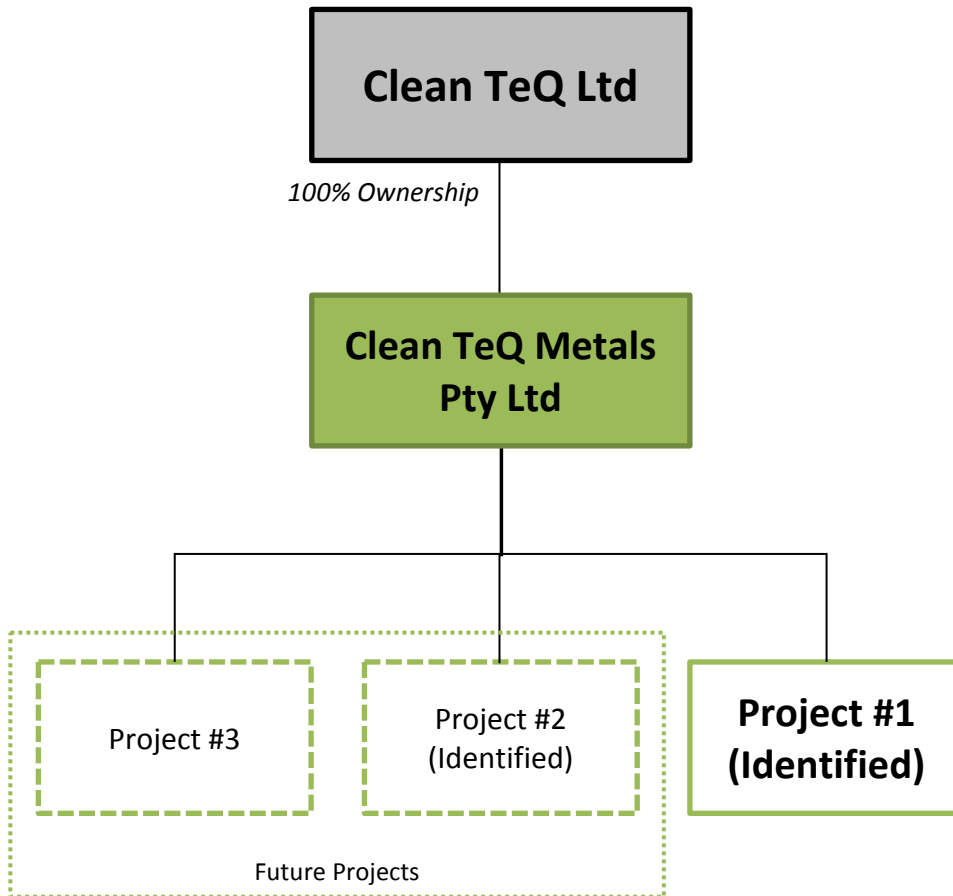 Clean TeQ Ltd
100% Ownership
Clean TeQ Metals
Pty Ltd
Project #3
Project #2
(Identified)
Project #1
(Identified)
Future Projects